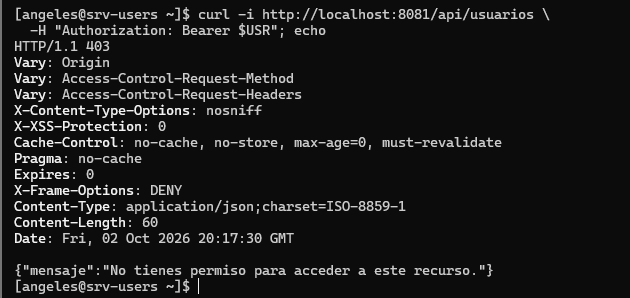 [angeles@srv-users ~]$ curl -i http://localhost:8081/api/usuarios \
  -H "Authorization: Bearer $USR"; echo
HTTP/1.1 403
Vary: Origin
Vary: Access-Control-Request-Method
Vary: Access-Control-Request-Headers
X-Content-Type-Options: nosniff
X-XSS-Protection: 0
Cache-Control: no-cache, no-store, max-age=0, must-revalidate
Pragma: no-cache
Expires: 0
X-Frame-Options: DENY
Content-Type: application/json;charset=ISO-8859-1
Content-Length: 60
Date: Fri, 02 Oct 2026 20:17:30 GMT

{"mensaje":"No tienes permiso para acceder a este recurso."}
[angeles@srv-users ~]$